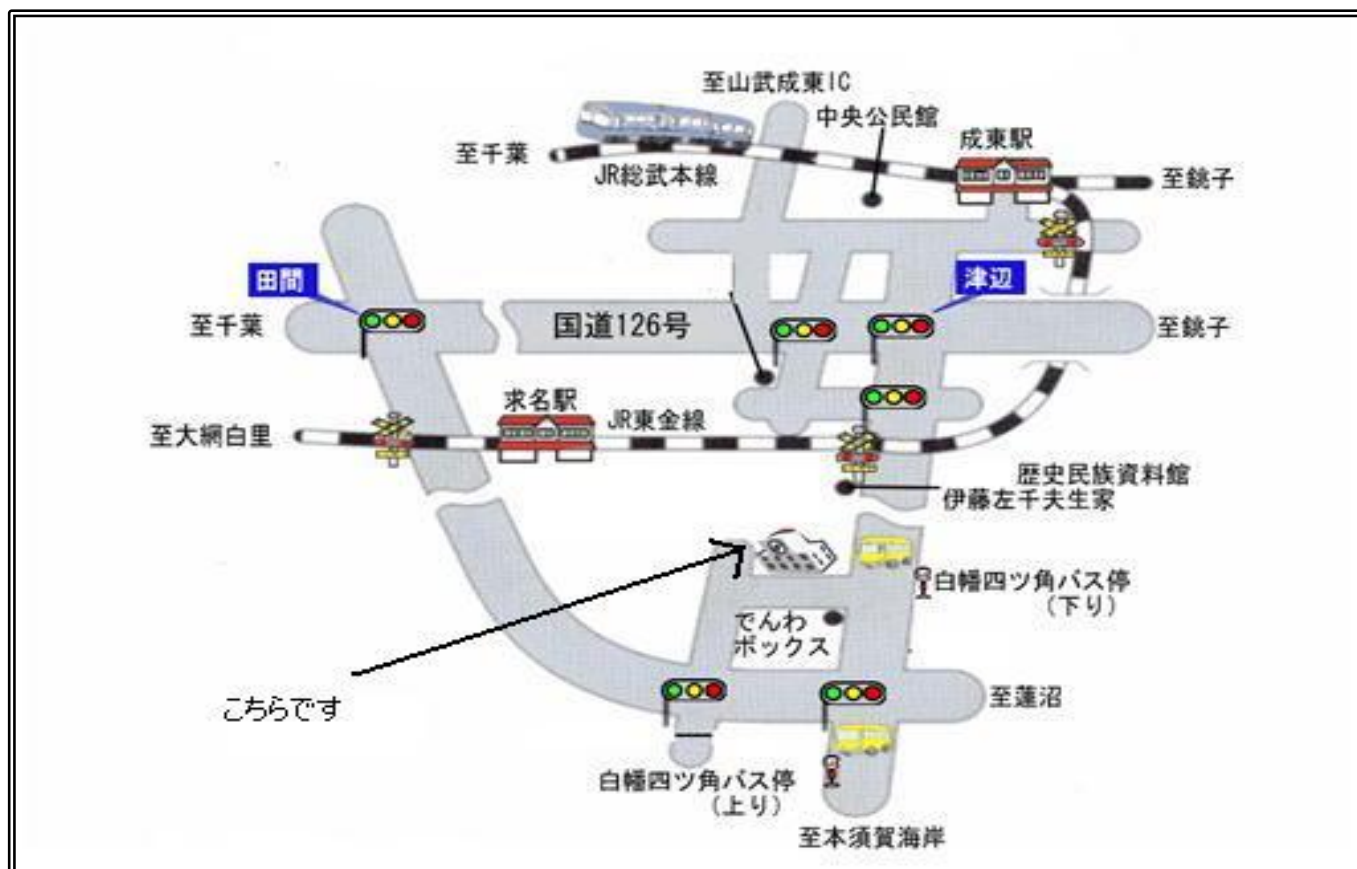 至山武成東IC
中央公民館
成東駅
至千葉
JR総武本線
至銚子
田間
津辺
至千葉
国道126号
至銚子
求名駅
JR東金線
至大網白里
歴史民族資料館
伊藤左千夫生家
白幡四ツ角バス停
(下り)
でんわ
ボックス
こちらです
至蓮沼
白幡四ツ角バス停
(上り)
至本須賀海岸